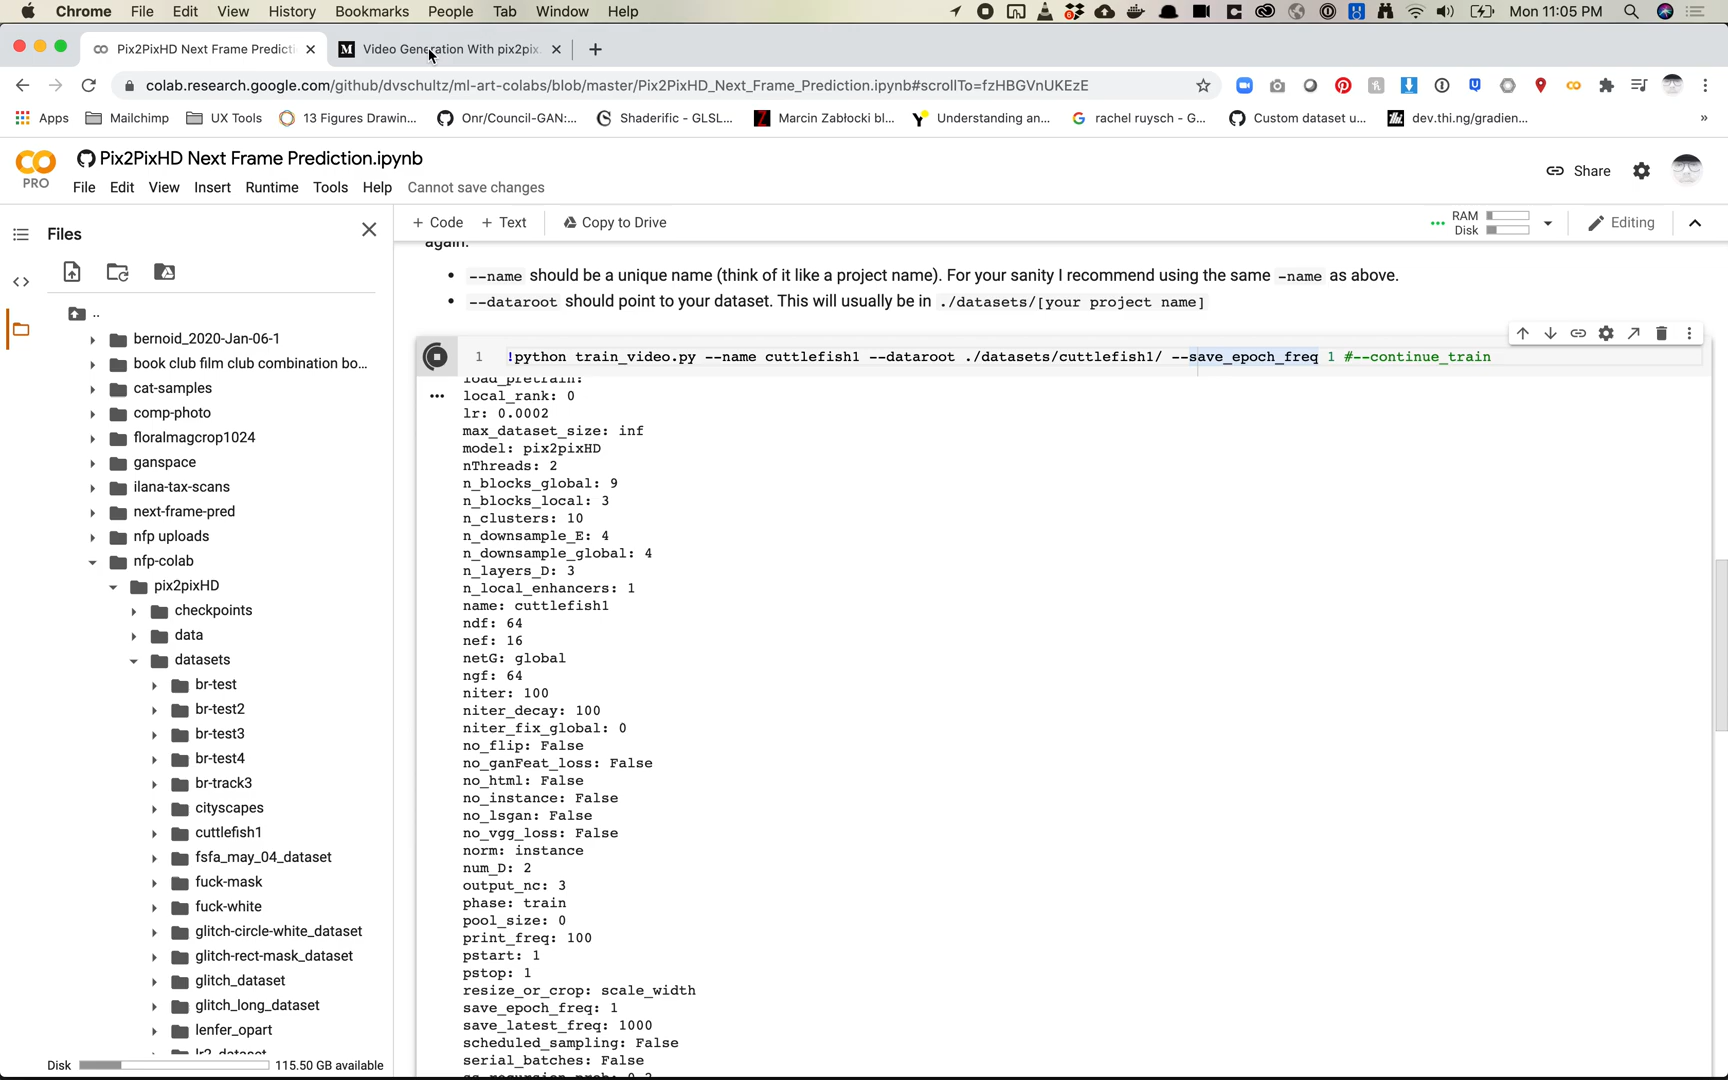 Chrome File Edit View History Bookmarks People Tab Window Help Mon 11:05 PM
Pix2PixHD Next Frame Predicti M Video Generation With pix2pix.
colab.research.google.com/github/dvschultz/ml-art-colabs/blob/master/Pix2PixHD_Next_Frame_Prediction.ipynb#scrollTo=fzHBGVnUKEzE
Apps Mailchimp UX Tools 13 Figures Drawin... Onr/Council-GAN:... Shaderific - GLSL... Marcin Zabłocki bl... Understanding an... rachel ruysch - G... Custom dataset u... dev.thi.ng/gradien... »
Pix2PixHD Next Frame Prediction.ipynb
PRO
File Edit View Insert Runtime Tools Help Cannot save changes
Share
Files
+ Code + Text Copy to Drive
RAM
Disk
Editing
again.
--name should be a unique name (think of it like a project name). For your sanity I recommend using the same -name as above.
--dataroot should point to your dataset. This will usually be in ./datasets/[your project name]
1 !python train_video.py --name cuttlefish1 --dataroot ./datasets/cuttlefish1/ --save_epoch_freq 1 #--continue_train
load_pretrain:
local_rank: 0
lr: 0.0002
max_dataset_size: inf
model: pix2pixHD
nThreads: 2
n_blocks_global: 9
n_blocks_local: 3
n_clusters: 10
n_downsample_E: 4
n_downsample_global: 4
n_layers_D: 3
n_local_enhancers: 1
name: cuttlefish1
ndf: 64
nef: 16
netG: global
ngf: 64
niter: 100
niter_decay: 100
niter_fix_global: 0
no_flip: False
no_ganFeat_loss: False
no_html: False
no_instance: False
no_lsgan: False
no_vgg_loss: False
norm: instance
num_D: 2
output_nc: 3
phase: train
pool_size: 0
print_freq: 100
pstart: 1
pstop: 1
resize_or_crop: scale_width
save_epoch_freq: 1
save_latest_freq: 1000
scheduled_sampling: False
serial_batches: False
..
bernoid_2020-Jan-06-1
book club film club combination bo...
cat-samples
comp-photo
floralmagcrop1024
ganspace
ilana-tax-scans
next-frame-pred
nfp uploads
nfp-colab
pix2pixHD
checkpoints
data
datasets
br-test
br-test2
br-test3
br-test4
br-track3
cityscapes
cuttlefish1
fsfa_may_04_dataset
fuck-mask
fuck-white
glitch-circle-white_dataset
glitch-rect-mask_dataset
glitch_dataset
glitch_long_dataset
lenfer_opart
Disk 115.50 GB available